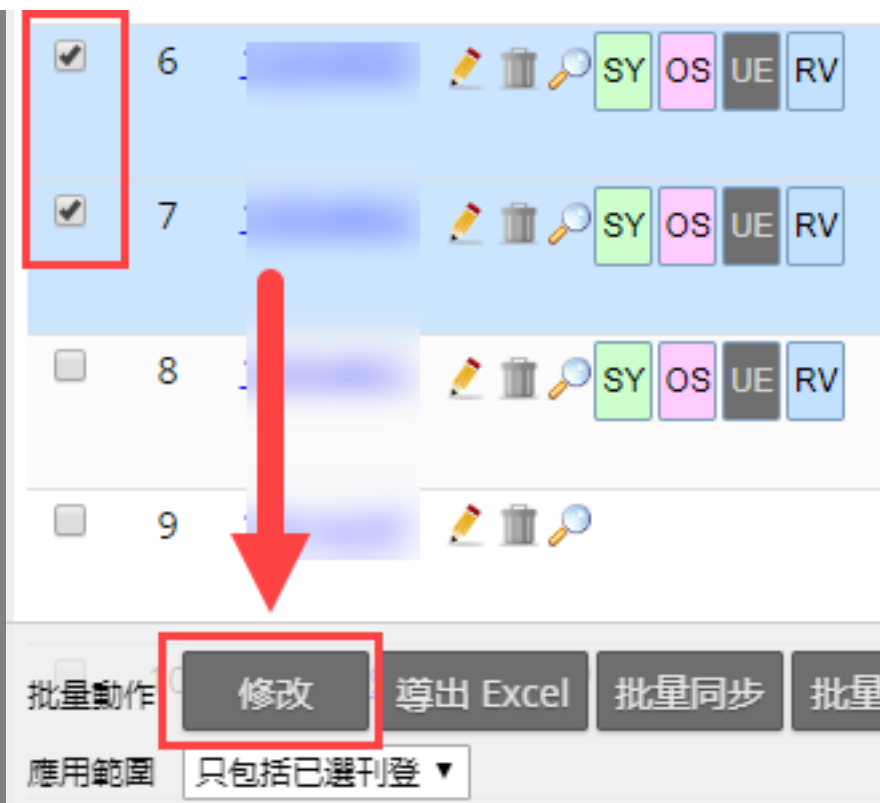 6 SY OS UE RV
7 SY OS UE RV
8 SY OS UE RV
9
批量動作 修改 導出 Excel 批量同步 批量
應用範圍 只包括已選刊登